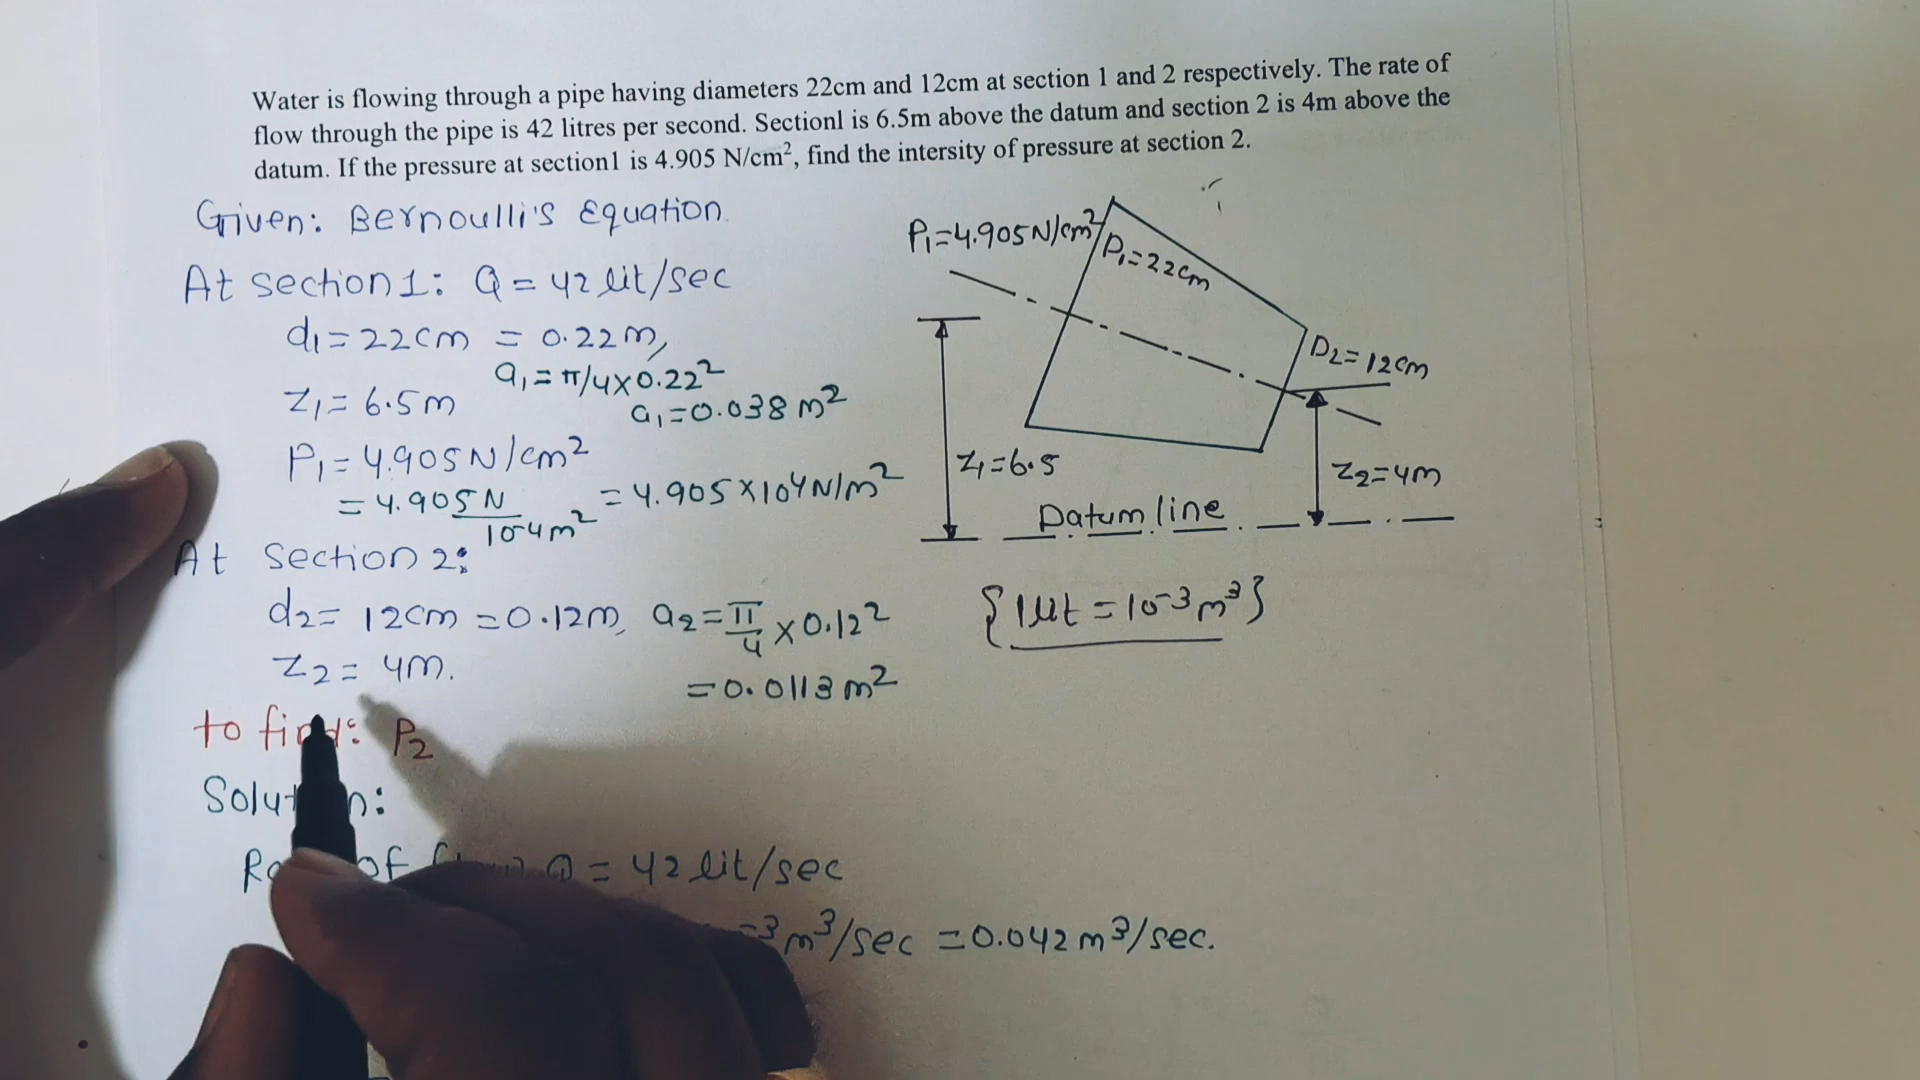 Water is flowing through a pipe having diameters 22cm and 12cm at section 1 and 2 respectively. The rate of
flow through the pipe is 42 litres per second. Section1 is 6.5m above the datum and section 2 is 4m above the
datum. If the pressure at section1 is 4.905 N/cm², find the intersity of pressure at section 2.
Given: Bernoulli's Equation
At section 1: Q = 42 lit/sec
d₁ = 22cm = 0.22m,
a₁ = π/4 × 0.22²
z₁ = 6.5m
a₁ = 0.038 m²
P₁ = 4.905 N/cm²
= 4.905 N / 10-4 m² = 4.905 × 10⁴ N/m²
At section 2:
d₂ = 12cm = 0.12m, a₂ = π/4 × 0.12²
z₂ = 4m.
= 0.0113 m²
to find: P₂
Solution:
of Q = 42 lit/sec
-3 m³/sec = 0.042 m³/sec.
P₁=4.905 N/cm²
D₁=22cm
D₂=12cm
z₁=6.5
z₂=4m
Datum line
{1 lit = 10-3 m³}